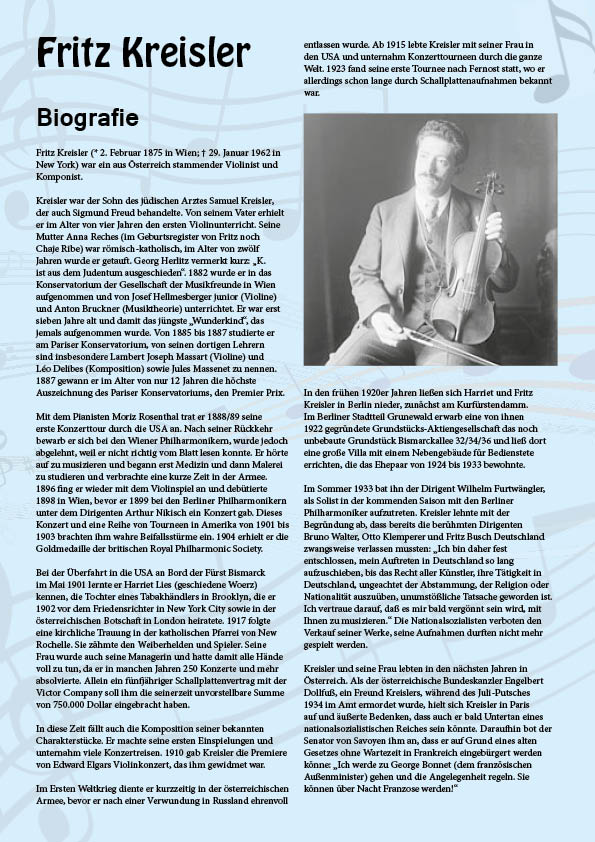 Fritz Kreisler
Biografie
Fritz Kreisler (* 2. Februar 1875 in Wien; † 29. Januar 1962 in
New York) war ein aus Österreich stammender Violinist und
Komponist.
Kreisler war der Sohn des jüdischen Arztes Samuel Kreisler,
der auch Sigmund Freud behandelte. Von seinem Vater erhielt
er im Alter von vier Jahren den ersten Violinunterricht. Seine
Mutter Anna Reches (im Geburtsregister von Fritz noch
Chaje Ribe) war römisch-katholisch, im Alter von zwölf
Jahren wurde er getauft. Georg Herlitz vermerkt kurz: „K.
ist aus dem Judentum ausgeschieden“. 1882 wurde er in das
Konservatorium der Gesellschaft der Musikfreunde in Wien
aufgenommen und von Josef Hellmesberger junior (Violine)
und Anton Bruckner (Musiktheorie) unterrichtet. Er war erst
sieben Jahre alt und damit das jüngste „Wunderkind“, das
jemals aufgenommen wurde. Von 1885 bis 1887 studierte er
am Pariser Konservatorium, von seinen dortigen Lehrern
sind insbesondere Lambert Joseph Massart (Violine) und
Léo Delibes (Komposition) sowie Jules Massenet zu nennen.
1887 gewann er im Alter von nur 12 Jahren die höchste
Auszeichnung des Pariser Konservatoriums, den Premier Prix.
Mit dem Pianisten Moriz Rosenthal trat er 1888/89 seine
erste Konzerttour durch die USA an. Nach seiner Rückkehr
bewarb er sich bei den Wiener Philharmonikern, wurde jedoch
abgelehnt, weil er nicht richtig vom Blatt lesen konnte. Er hörte
auf zu musizieren und begann erst Medizin und dann Malerei
zu studieren und verbrachte eine kurze Zeit in der Armee.
1896 fing er wieder mit dem Violinspiel an und debütierte
1898 in Wien, bevor er 1899 bei den Berliner Philharmonikern
unter dem Dirigenten Arthur Nikisch ein Konzert gab. Dieses
Konzert und eine Reihe von Tourneen in Amerika von 1901 bis
1903 brachten ihm wahre Beifallsstürme ein. 1904 erhielt er die
Goldmedaille der britischen Royal Philharmonic Society.
Bei der Überfahrt in die USA an Bord der Fürst Bismarck
im Mai 1901 lernte er Harriet Lies (geschiedene Woerz)
kennen, die Tochter eines Tabakhändlers in Brooklyn, die er
1902 vor dem Friedensrichter in New York City sowie in der
österreichischen Botschaft in London heiratete. 1917 folgte
eine kirchliche Trauung in der katholischen Pfarrei von New
Rochelle. Sie zähmte den Weiberhelden und Spieler. Seine
Frau wurde auch seine Managerin und hatte damit alle Hände
voll zu tun, da er in manchen Jahren 250 Konzerte und mehr
absolvierte. Allein ein fünfjähriger Schallplattenvertrag mit der
Victor Company soll ihm die seinerzeit unvorstellbare Summe
von 750.000 Dollar eingebracht haben.
In diese Zeit fällt auch die Komposition seiner bekannten
Charakterstücke. Er machte seine ersten Einspielungen und
unternahm viele Konzertreisen. 1910 gab Kreisler die Premiere
von Edward Elgars Violinkonzert, das ihm gewidmet war.
Im Ersten Weltkrieg diente er kurzzeitig in der österreichischen
Armee, bevor er nach einer Verwundung in Russland ehrenvoll
entlassen wurde. Ab 1915 lebte Kreisler mit seiner Frau in
den USA und unternahm Konzerttourneen durch die ganze
Welt. 1923 fand seine erste Tournee nach Fernost statt, wo er
allerdings schon lange durch Schallplattenaufnahmen bekannt
war.
In den frühen 1920er Jahren ließen sich Harriet und Fritz
Kreisler in Berlin nieder, zunächst am Kurfürstendamm.
Im Berliner Stadtteil Grunewald erwarb eine von ihnen
1922 gegründete Grundstücks-Aktiengesellschaft das noch
unbebaute Grundstück Bismarckallee 32/34/36 und ließ dort
eine große Villa mit einem Nebengebäude für Bedienstete
errichten, die das Ehepaar von 1924 bis 1933 bewohnte.
Im Sommer 1933 bat ihn der Dirigent Wilhelm Furtwängler,
als Solist in der kommenden Saison mit den Berliner
Philharmoniker aufzutreten. Kreisler lehnte mit der
Begründung ab, dass bereits die berühmten Dirigenten
Bruno Walter, Otto Klemperer und Fritz Busch Deutschland
zwangsweise verlassen mussten: „Ich bin daher fest
entschlossen, mein Auftreten in Deutschland so lang
aufzuschieben, bis das Recht aller Künstler, ihre Tätigkeit in
Deutschland, ungeachtet der Abstammung, der Religion oder
Nationalität auszuüben, unumstößliche Tatsache geworden ist.
Ich vertraue darauf, daß es mir bald vergönnt sein wird, mit
Ihnen zu musizieren.“ Die Nationalsozialisten verboten den
Verkauf seiner Werke, seine Aufnahmen durften nicht mehr
gespielt werden.
Kreisler und seine Frau lebten in den nächsten Jahren in
Österreich. Als der österreichische Bundeskanzler Engelbert
Dollfuß, ein Freund Kreislers, während des Juli-Putsches
1934 im Amt ermordet wurde, hielt sich Kreisler in Paris
auf und äußerte Bedenken, dass auch er bald Untertan eines
nationalsozialistischen Reiches sein könnte. Daraufhin bot der
Senator von Savoyen ihm an, dass er auf Grund eines alten
Gesetzes ohne Wartezeit in Frankreich eingebürgert werden
könne: „Ich werde zu George Bonnet (dem französischen
Außenminister) gehen und die Angelegenheit regeln. Sie
können über Nacht Franzose werden!“